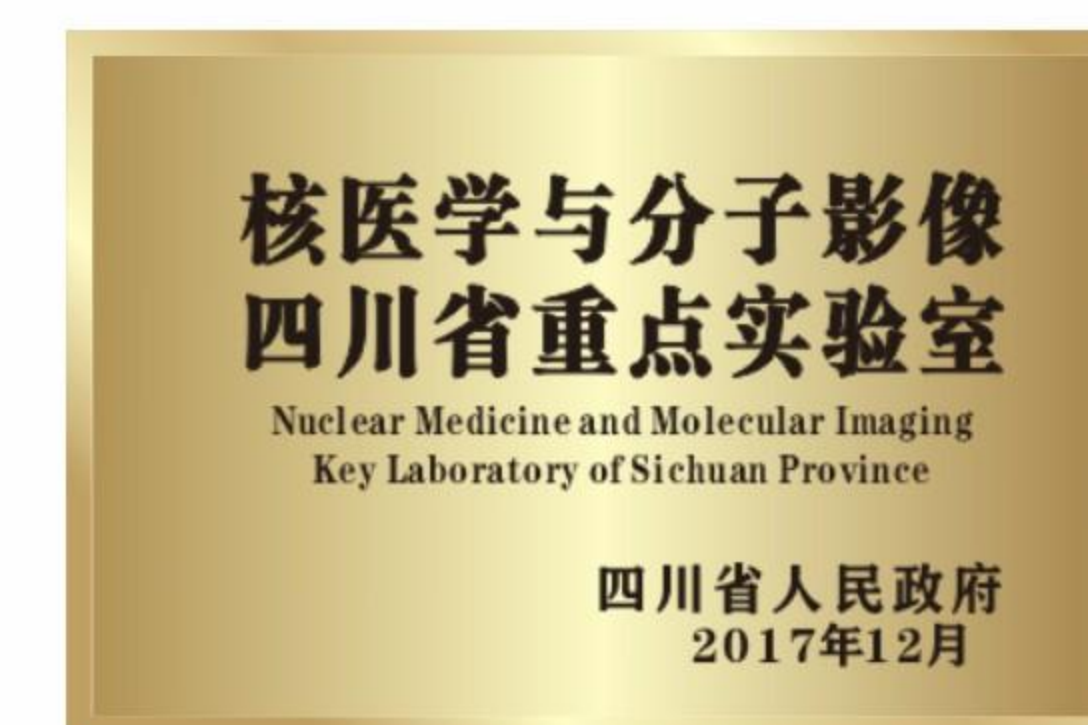 核医学与分子影像
四川省重点实验室
Nuclear Medicine and Molecular Imaging
Key Laboratory of Sichuan Province
四川省人民政府
2017年12月